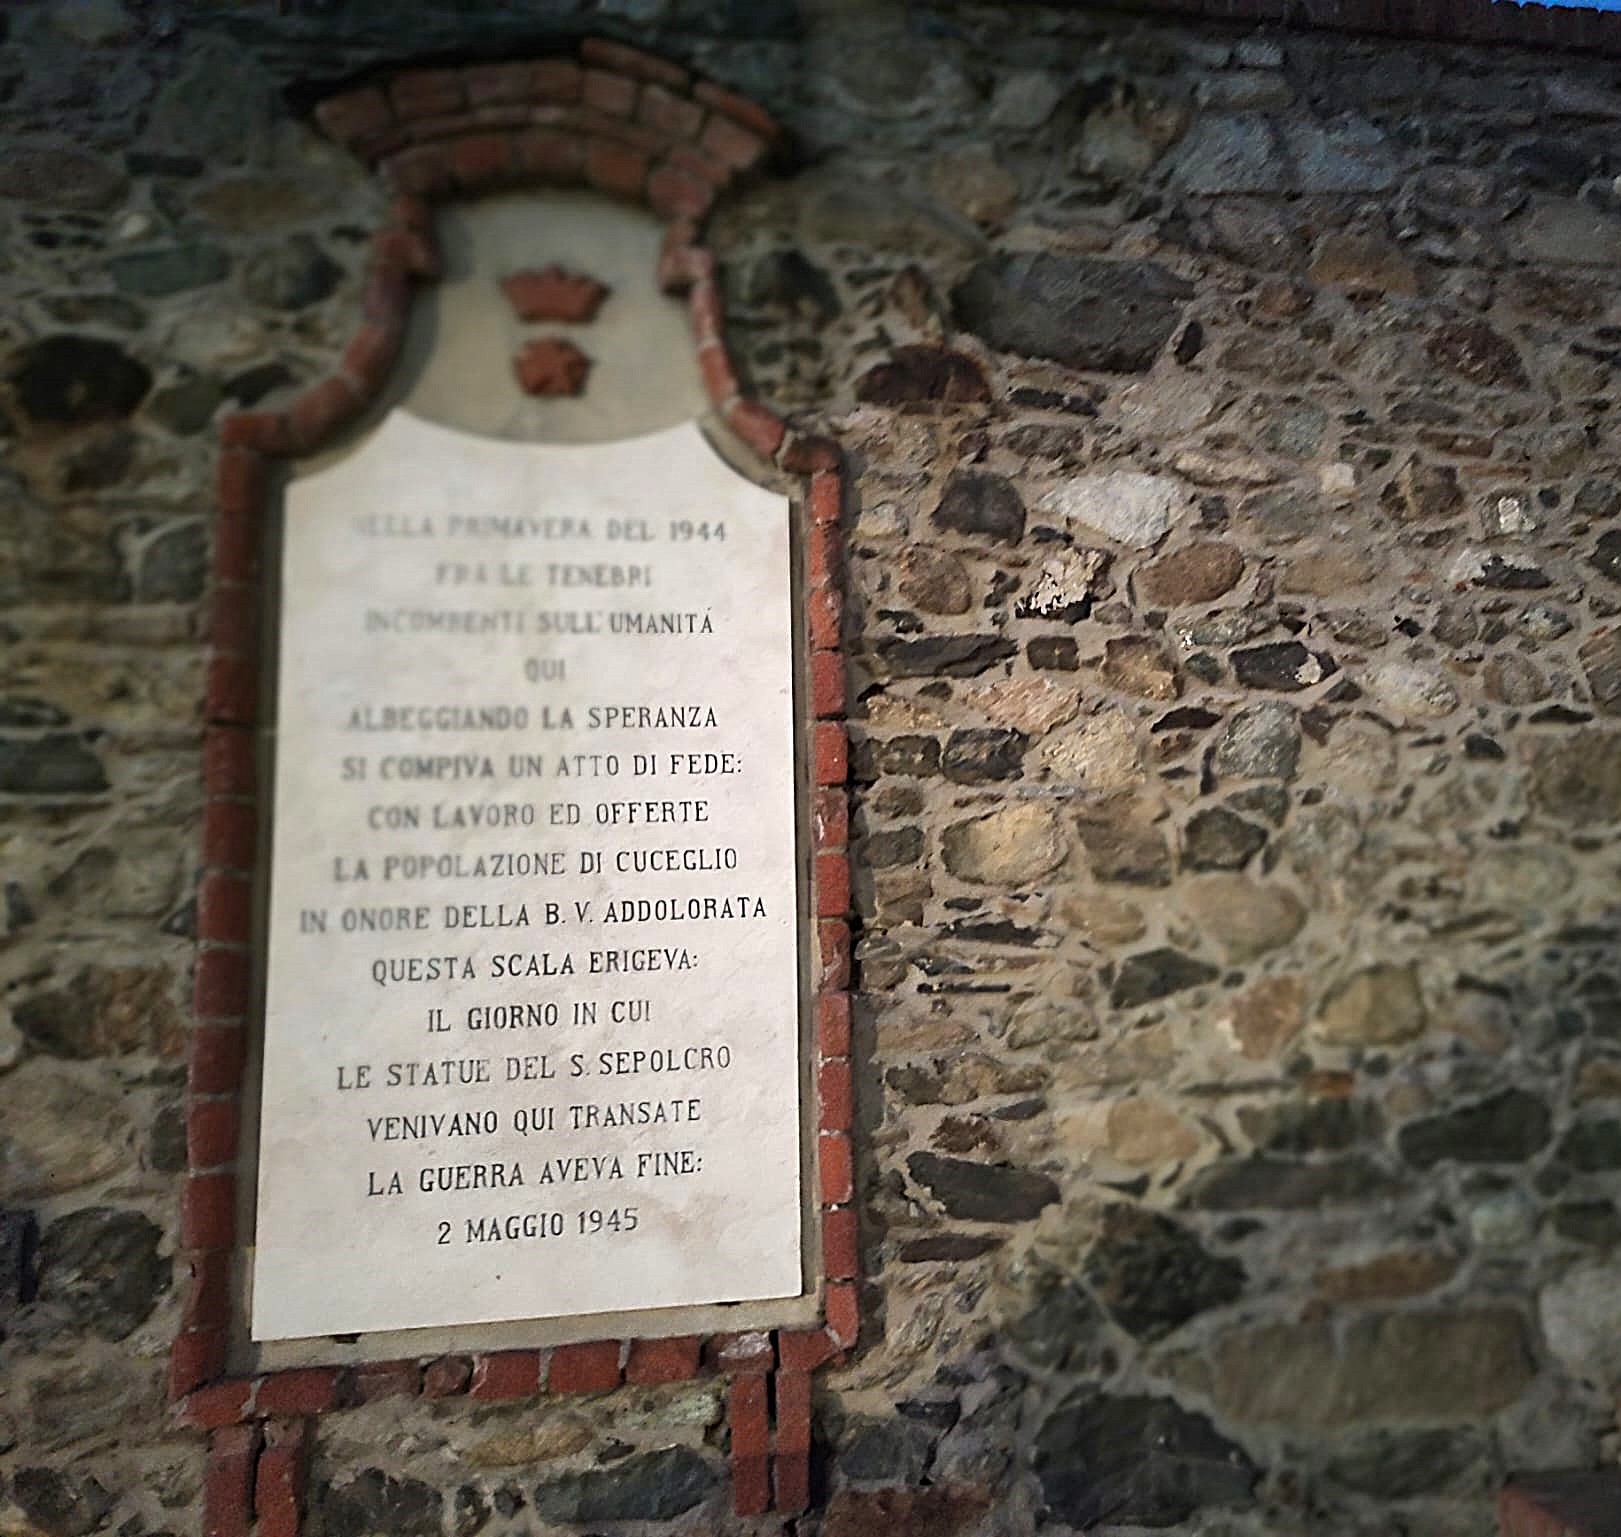 NELLA PRIMAVERA DEL 1944
FRA LE TENEBRI
INCOMBENTI SULL'UMANITÁ
QUI
ALBEGGIANDO LA SPERANZA
SI COMPIVA UN ATTO DI FEDE:
CON LAVORO ED OFFERTE
LA POPOLAZIONE DI CUCEGLIO
IN ONORE DELLA B. V. ADDOLORATA
QUESTA SCALA ERIGEVA:
IL GIORNO IN CUI
LE STATUE DEL S. SEPOLCRO
VENIVANO QUI TRANSATE
LA GUERRA AVEVA FINE:
2 MAGGIO 1945